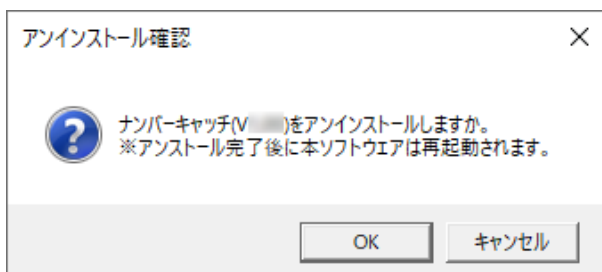 アンインストール確認
ナンバーキャッチ(V )をアンインストールしますか。
※アンストール完了後に本ソフトウェアは再起動されます。
OK
キャンセル